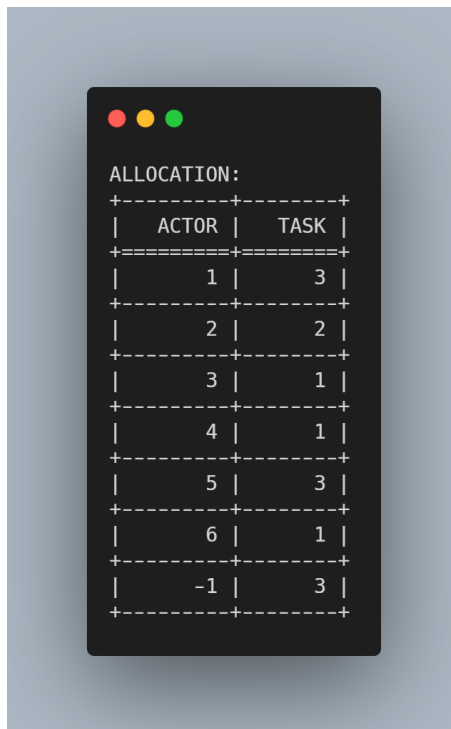 ALLOCATION:
+---------+--------+
|   ACTOR |   TASK |
+=========+========+
|       1 |      3 |
+---------+--------+
|       2 |      2 |
+---------+--------+
|       3 |      1 |
+---------+--------+
|       4 |      1 |
+---------+--------+
|       5 |      3 |
+---------+--------+
|       6 |      1 |
+---------+--------+
|      -1 |      3 |
+---------+--------+